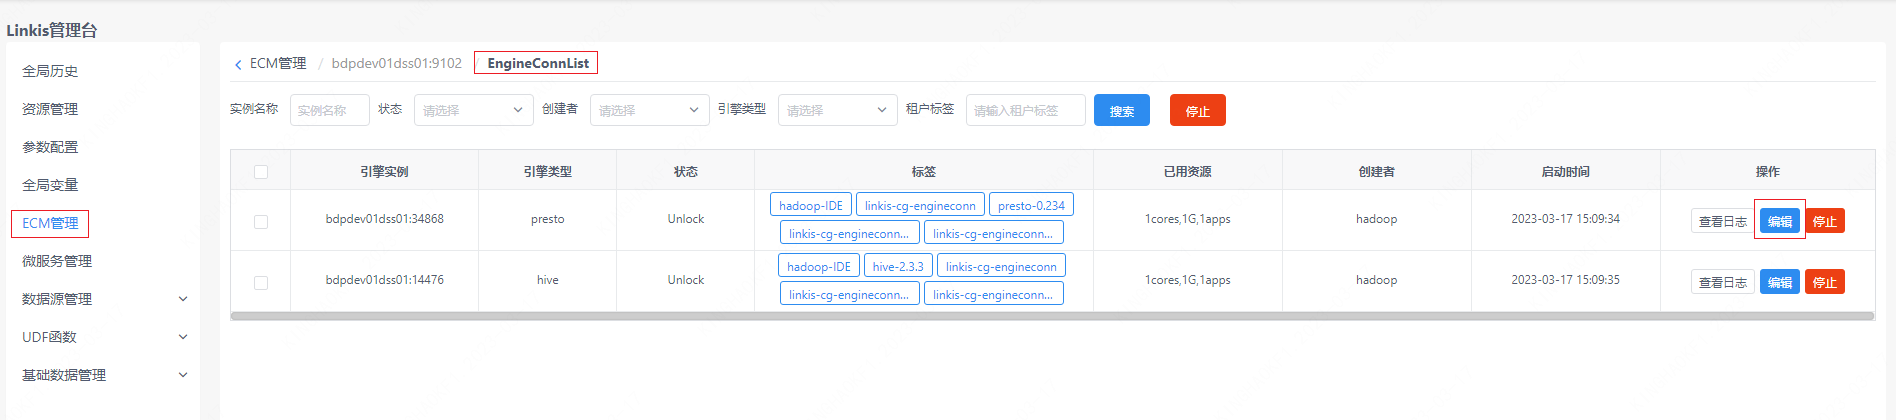 Linkis管理台
全局历史
资源管理
参数配置
全局变量
ECM管理
微服务管理
数据源管理
UDF函数
基础数据管理
ECM管理 / bdpdev01dss01:9102 / EngineConnList
实例名称 实例名称 状态 请选择 创建者 请选择 引擎类型 请选择 租户标签 请输入租户标签 搜索 停止
引擎实例 引擎类型 状态 标签 已用资源 创建者 启动时间 操作
bdpdev01dss01:34868 presto Unlock hadoop-IDE linkis-cg-engineconn presto-0.234 1cores,1G,1apps hadoop 2023-03-17 15:09:34 查看日志 编辑 停止
linkis-cg-engineconn... linkis-cg-engineconn...
bdpdev01dss01:14476 hive Unlock hadoop-IDE hive-2.3.3 linkis-cg-engineconn 1cores,1G,1apps hadoop 2023-03-17 15:09:35 查看日志 编辑 停止
linkis-cg-engineconn... linkis-cg-engineconn...